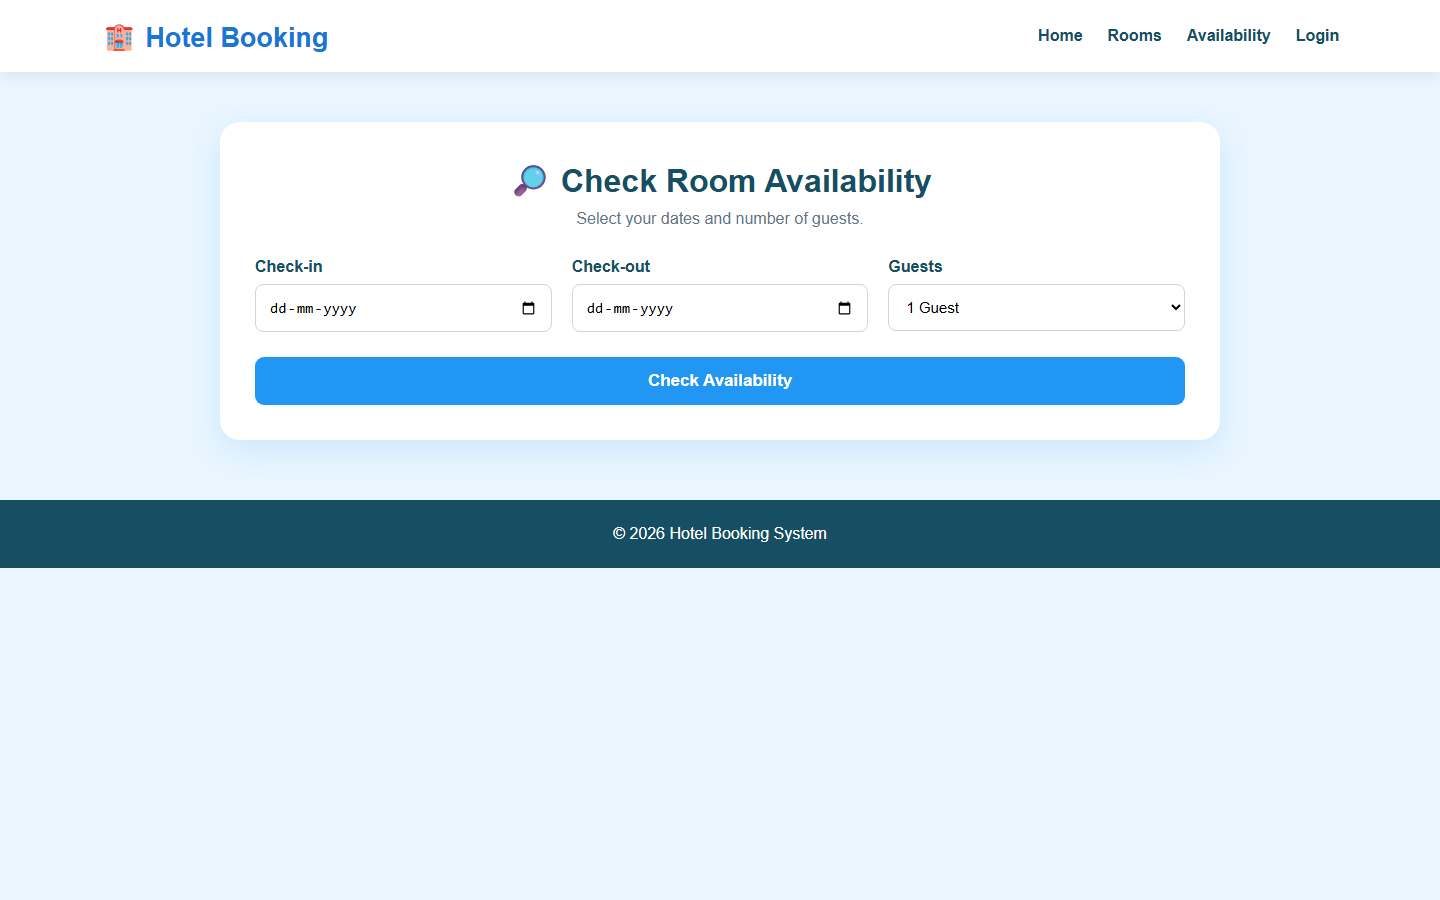 Hotel Booking
Home Rooms Availability Login
Check Room Availability
Select your dates and number of guests.
Check-in Check-out Guests
dd-mm-yyyy dd-mm-yyyy 1 Guest
Check Availability
© 2026 Hotel Booking System